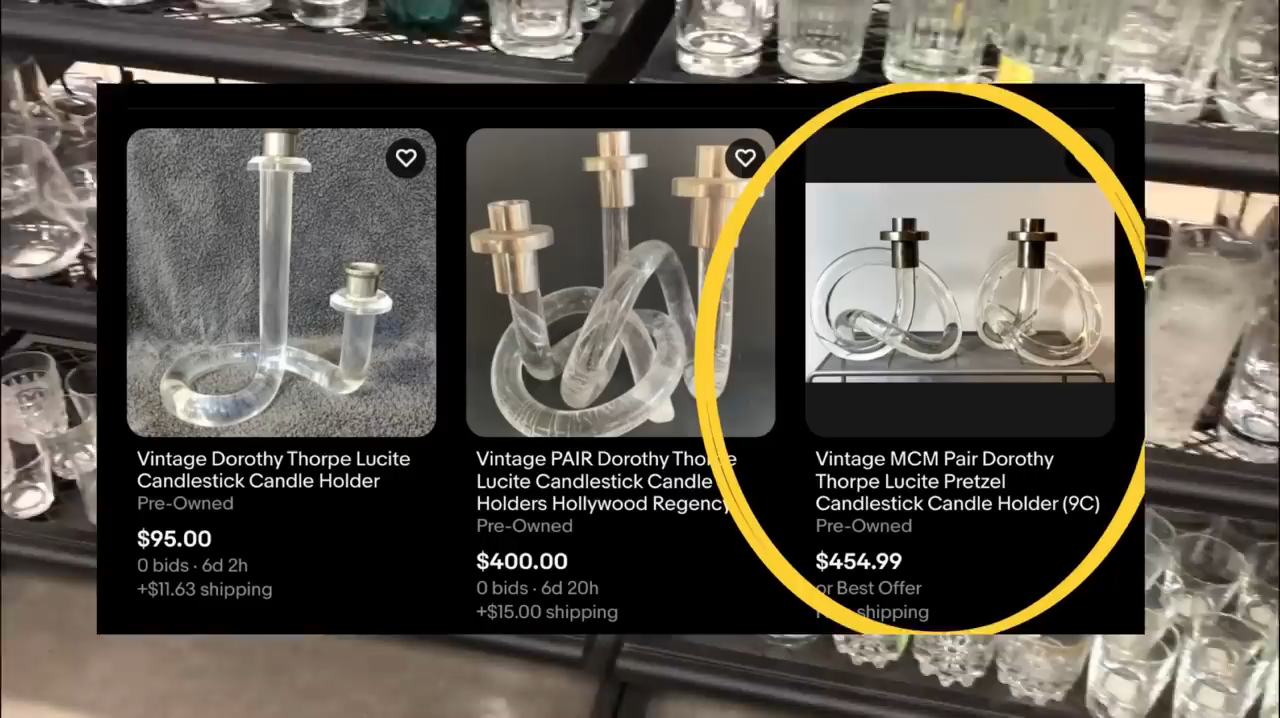 Vintage Dorothy Thorpe Lucite
Candlestick Candle Holder
Pre-Owned
$95.00
0 bids · 6d 2h
+$11.63 shipping
Vintage PAIR Dorothy Thorpe
Lucite Candlestick Candle
Holders Hollywood Regency
Pre-Owned
$400.00
0 bids · 6d 20h
+$15.00 shipping
Vintage MCM Pair Dorothy
Thorpe Lucite Pretzel
Candlestick Candle Holder (9C)
Pre-Owned
$454.99
or Best Offer
shipping